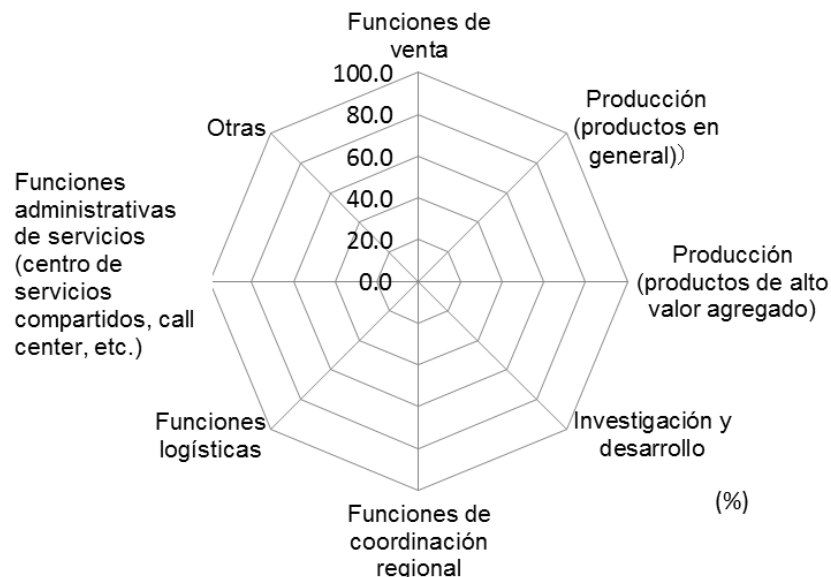 Funciones de
venta
100.0
80.0
60.0
40.0
20.0
0.0
Producción
(productos en
general)）
Producción
(productos de alto
valor agregado)
Investigación y
desarrollo
(%)
Funciones de
coordinación
regional
Funciones
logísticas
Funciones
administrativas
de servicios
(centro de
servicios
compartidos, call
center, etc.)
Otras